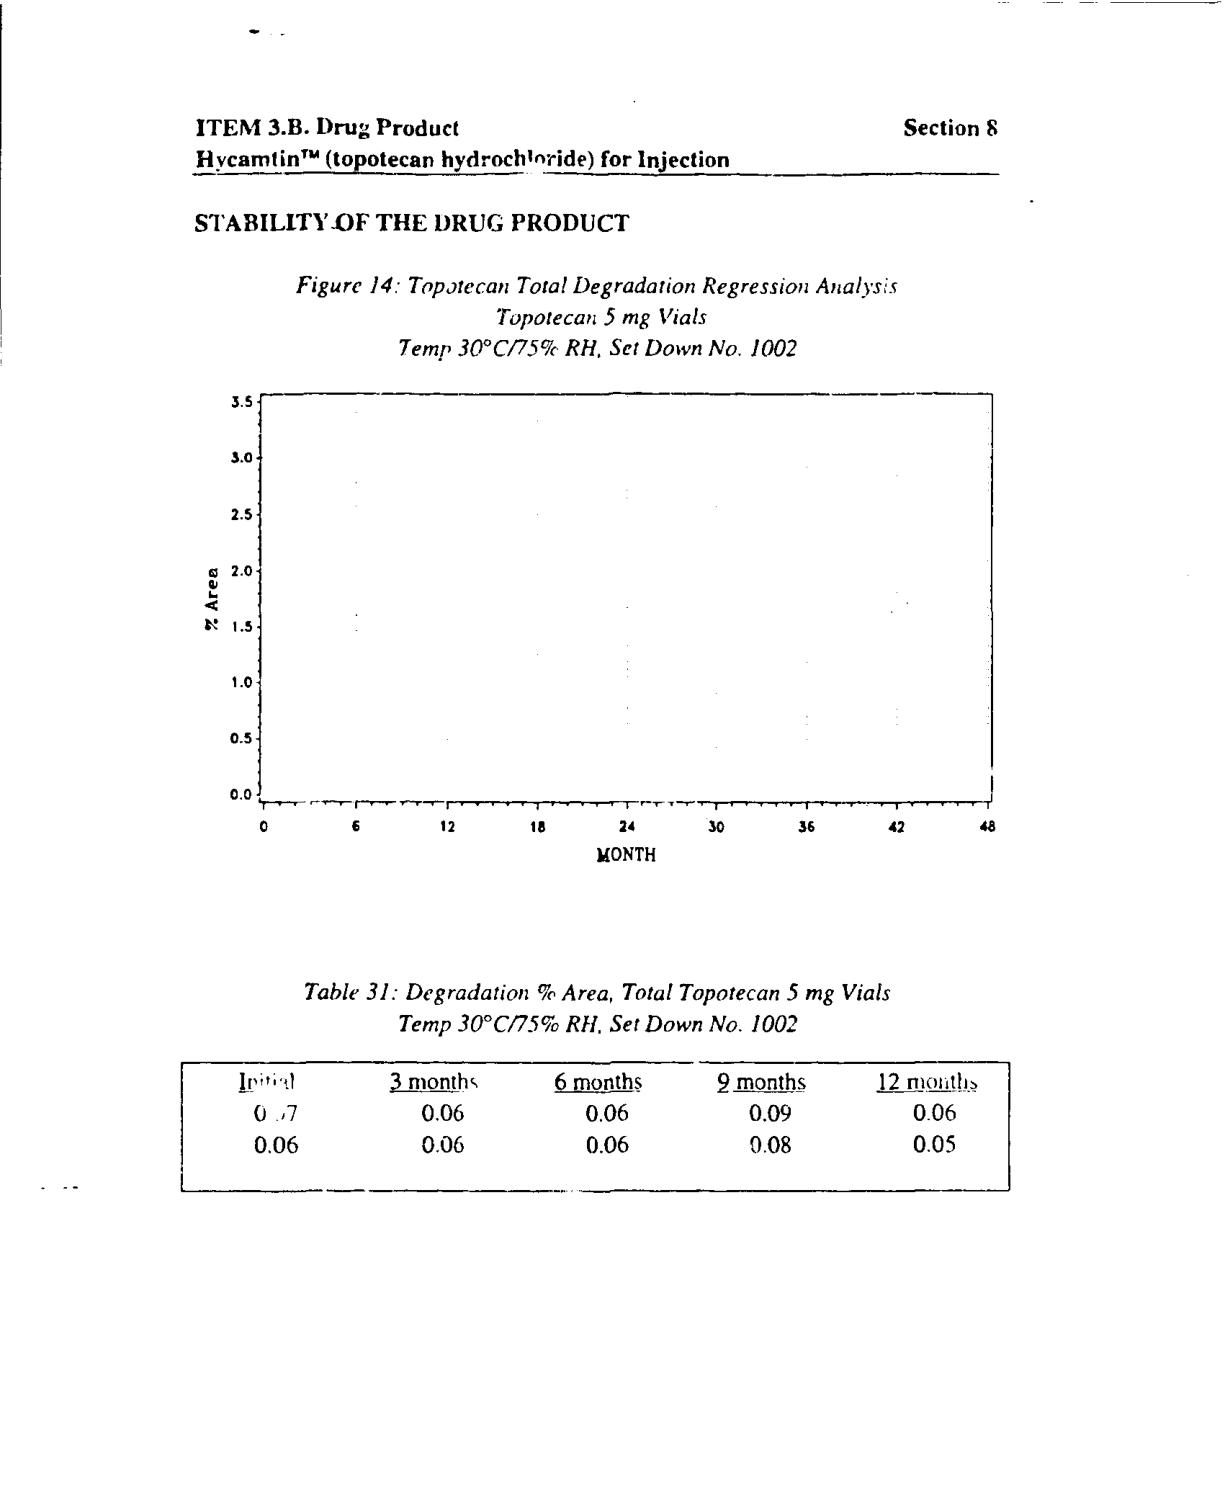 ITEM 3.B. Drug Product Section 8
Hycamtin™ (topotecan hydrochloride) for Injection
STABILITY OF THE DRUG PRODUCT
Figure 14: Topotecan Total Degradation Regression Analysis
Topotecan 5 mg Vials
Temp 30°C/75% RH, Set Down No. 1002
3.5
3.0
2.5
2.0
1.5
1.0
0.5
0.0
% Area
0 6 12 18 24 30 36 42 48
MONTH
Table 31: Degradation % Area, Total Topotecan 5 mg Vials
Temp 30°C/75% RH, Set Down No. 1002
Initial 3 months 6 months 9 months 12 months
0.06 0.06 0.09 0.06
0.06 0.06 0.06 0.08 0.05